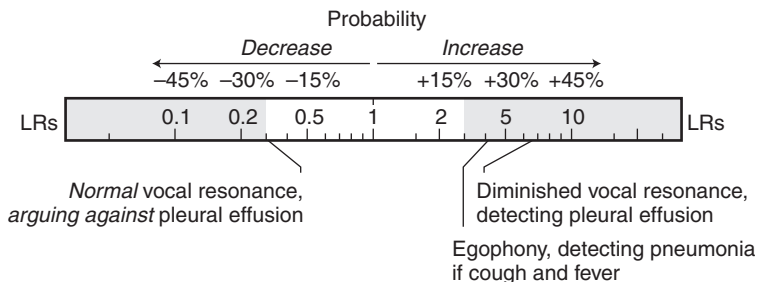 Probability
Decrease Increase
–45% –30% –15% +15% +30% +45%
LRs 0.1 0.2 0.5 1 2 5 10 LRs
Normal vocal resonance,
arguing against pleural effusion
Diminished vocal resonance,
detecting pleural effusion
Egophony, detecting pneumonia
if cough and fever